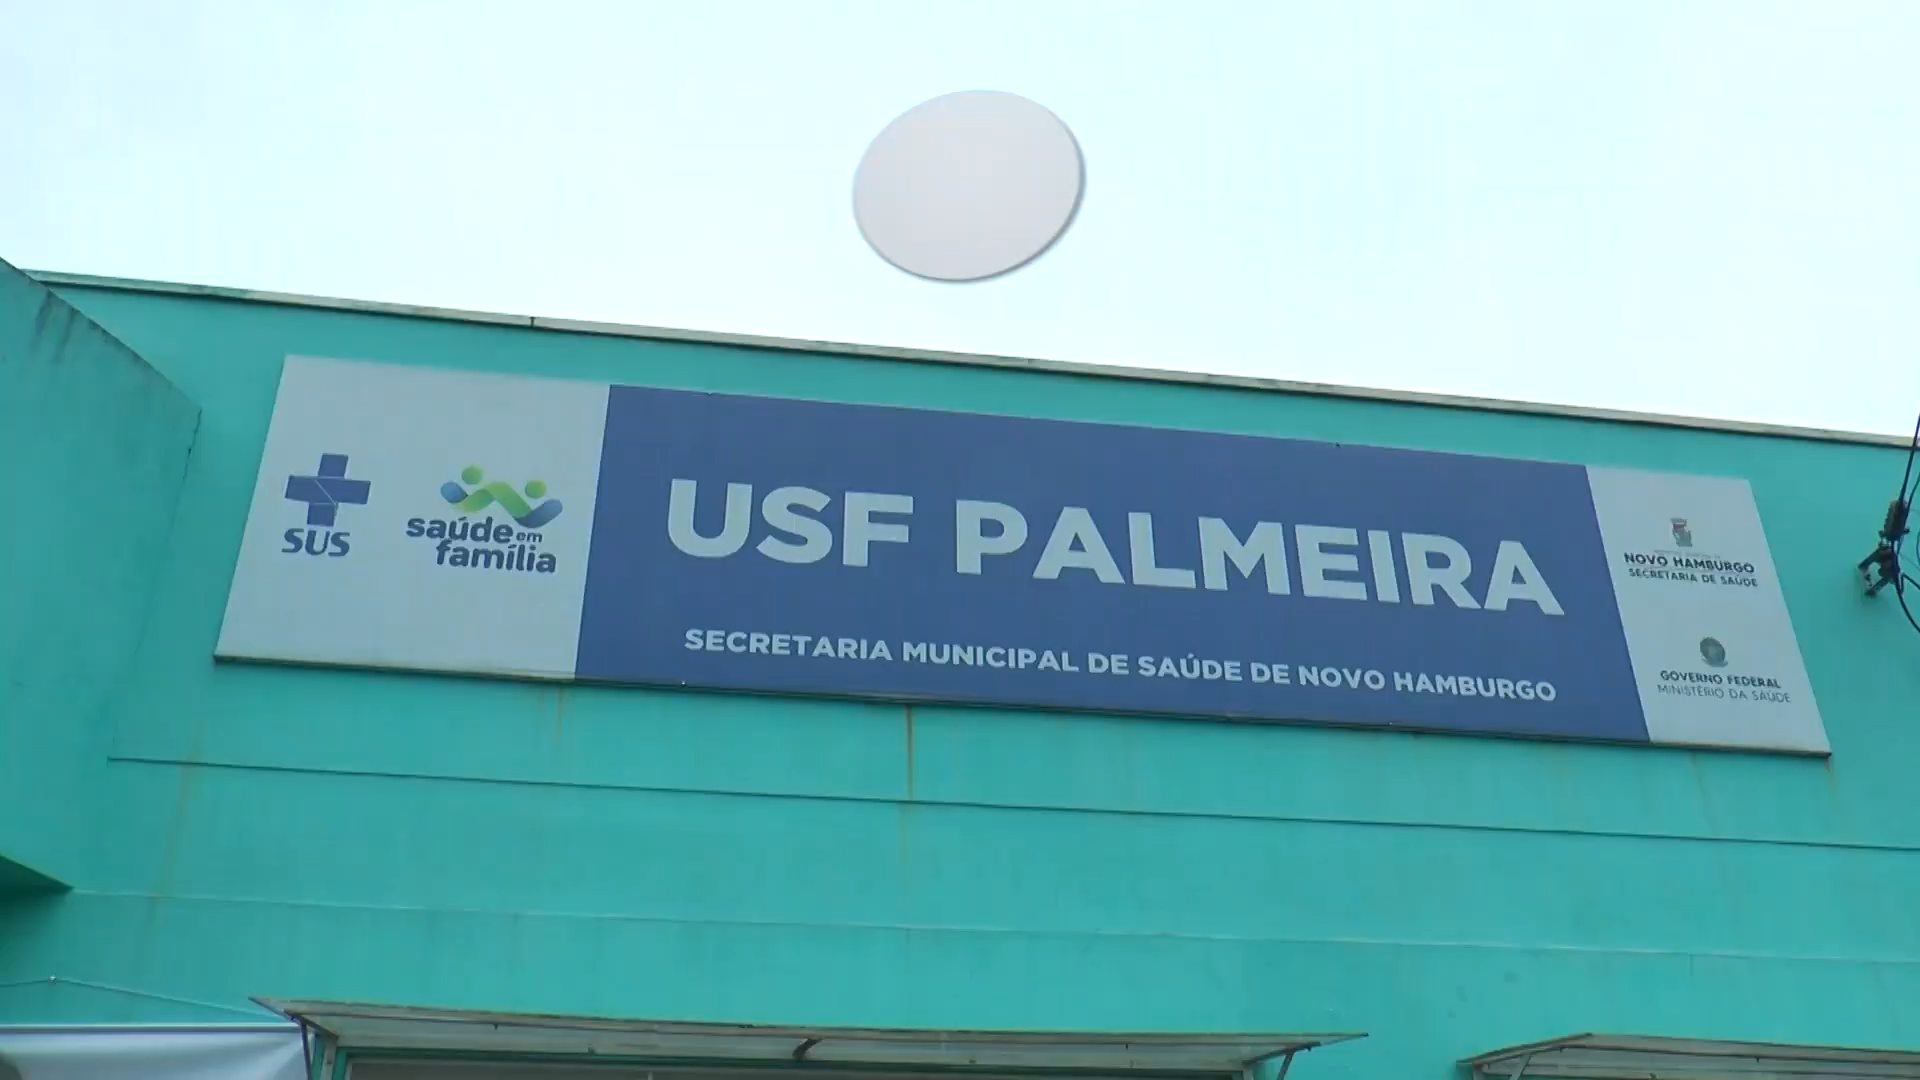 SUS
saúde em
família
USF PALMEIRA
SECRETARIA MUNICIPAL DE SAÚDE DE NOVO HAMBURGO
NOVO HAMBURGO
SECRETARIA DE SAÚDE
GOVERNO FEDERAL
MINISTÉRIO DA SAÚDE